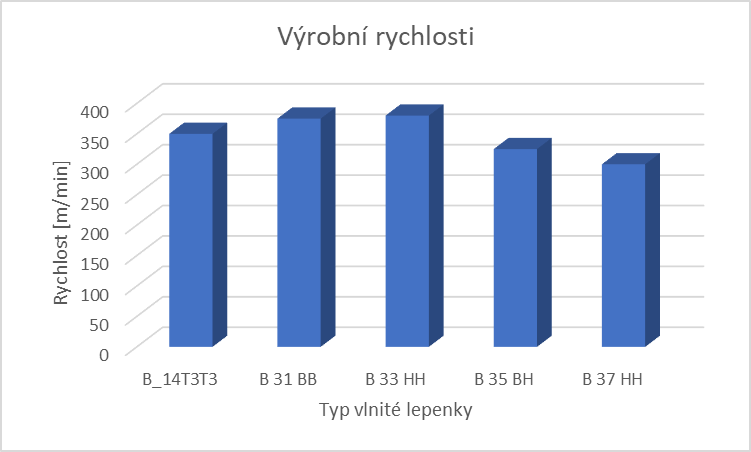 Výrobní rychlosti
Rychlost [m/min]
400
350
300
250
200
150
100
50
0
B_14T3T3
B 31 BB
B 33 HH
B 35 BH
B 37 HH
Typ vlnité lepenky